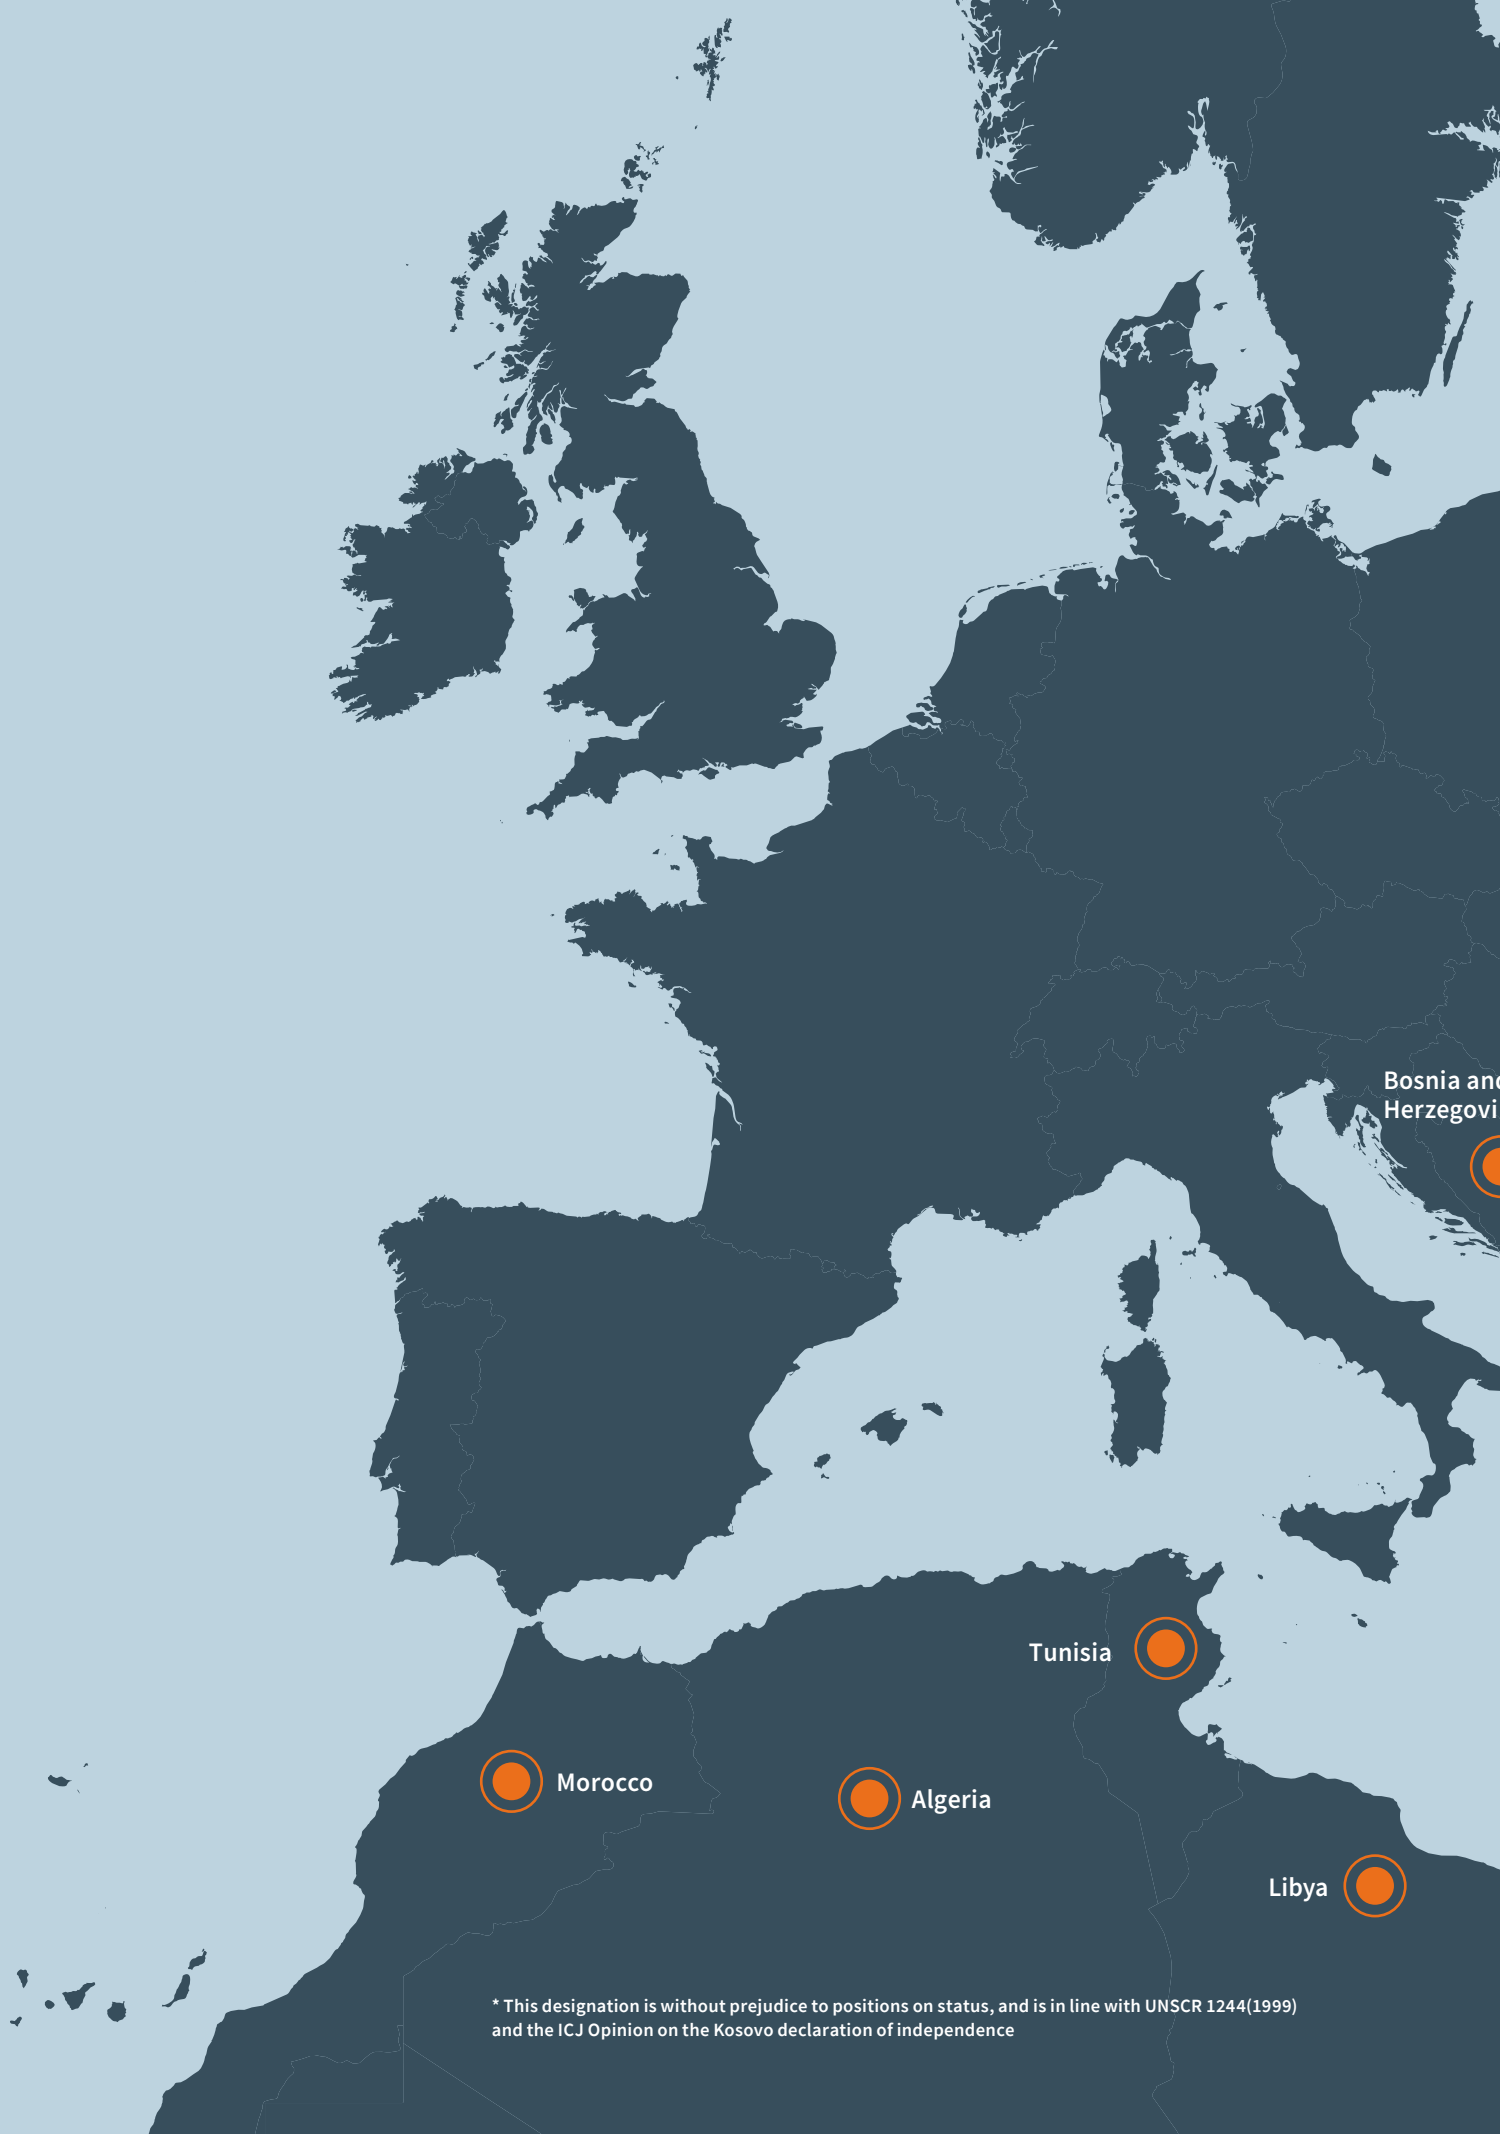 Bosnia and
Herzegovi
Tunisia
Morocco
Algeria
Libya
* This designation is without prejudice to positions on status, and is in line with UNSCR 1244(1999)
and the ICJ Opinion on the Kosovo declaration of independence